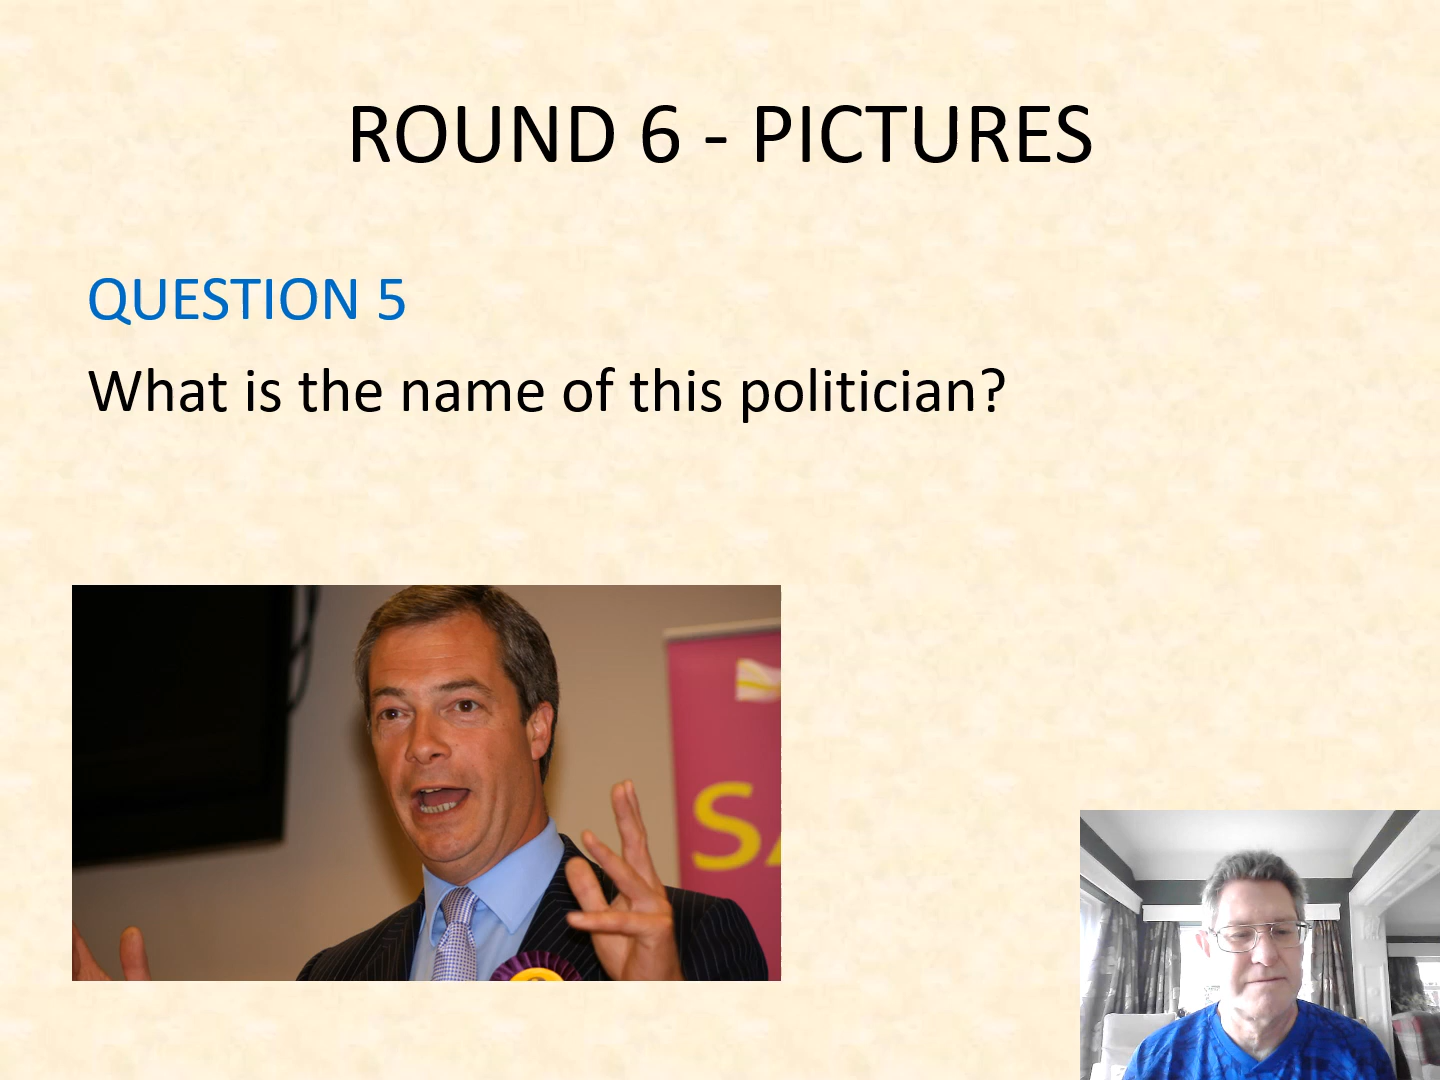 ROUND 6 - PICTURES
QUESTION 5
What is the name of this politician?